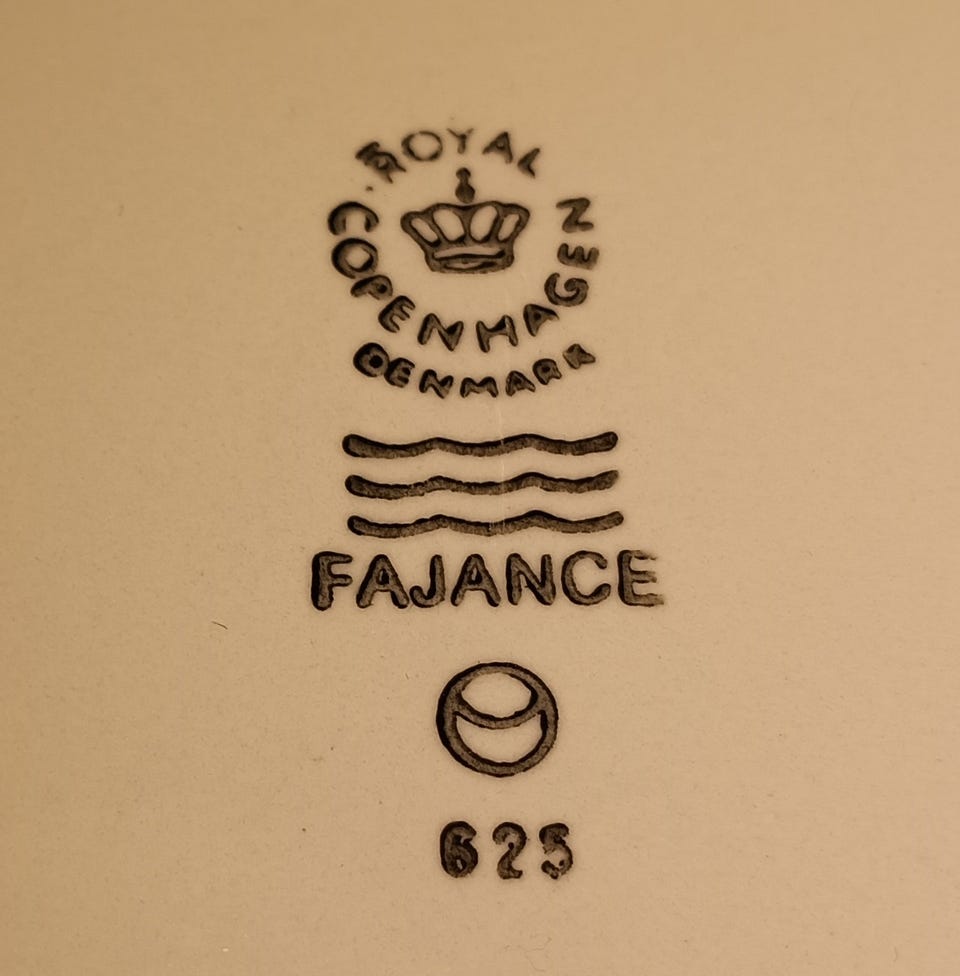 ROYAL
COPENHAGEN
DENMARK
FAJANCE
625